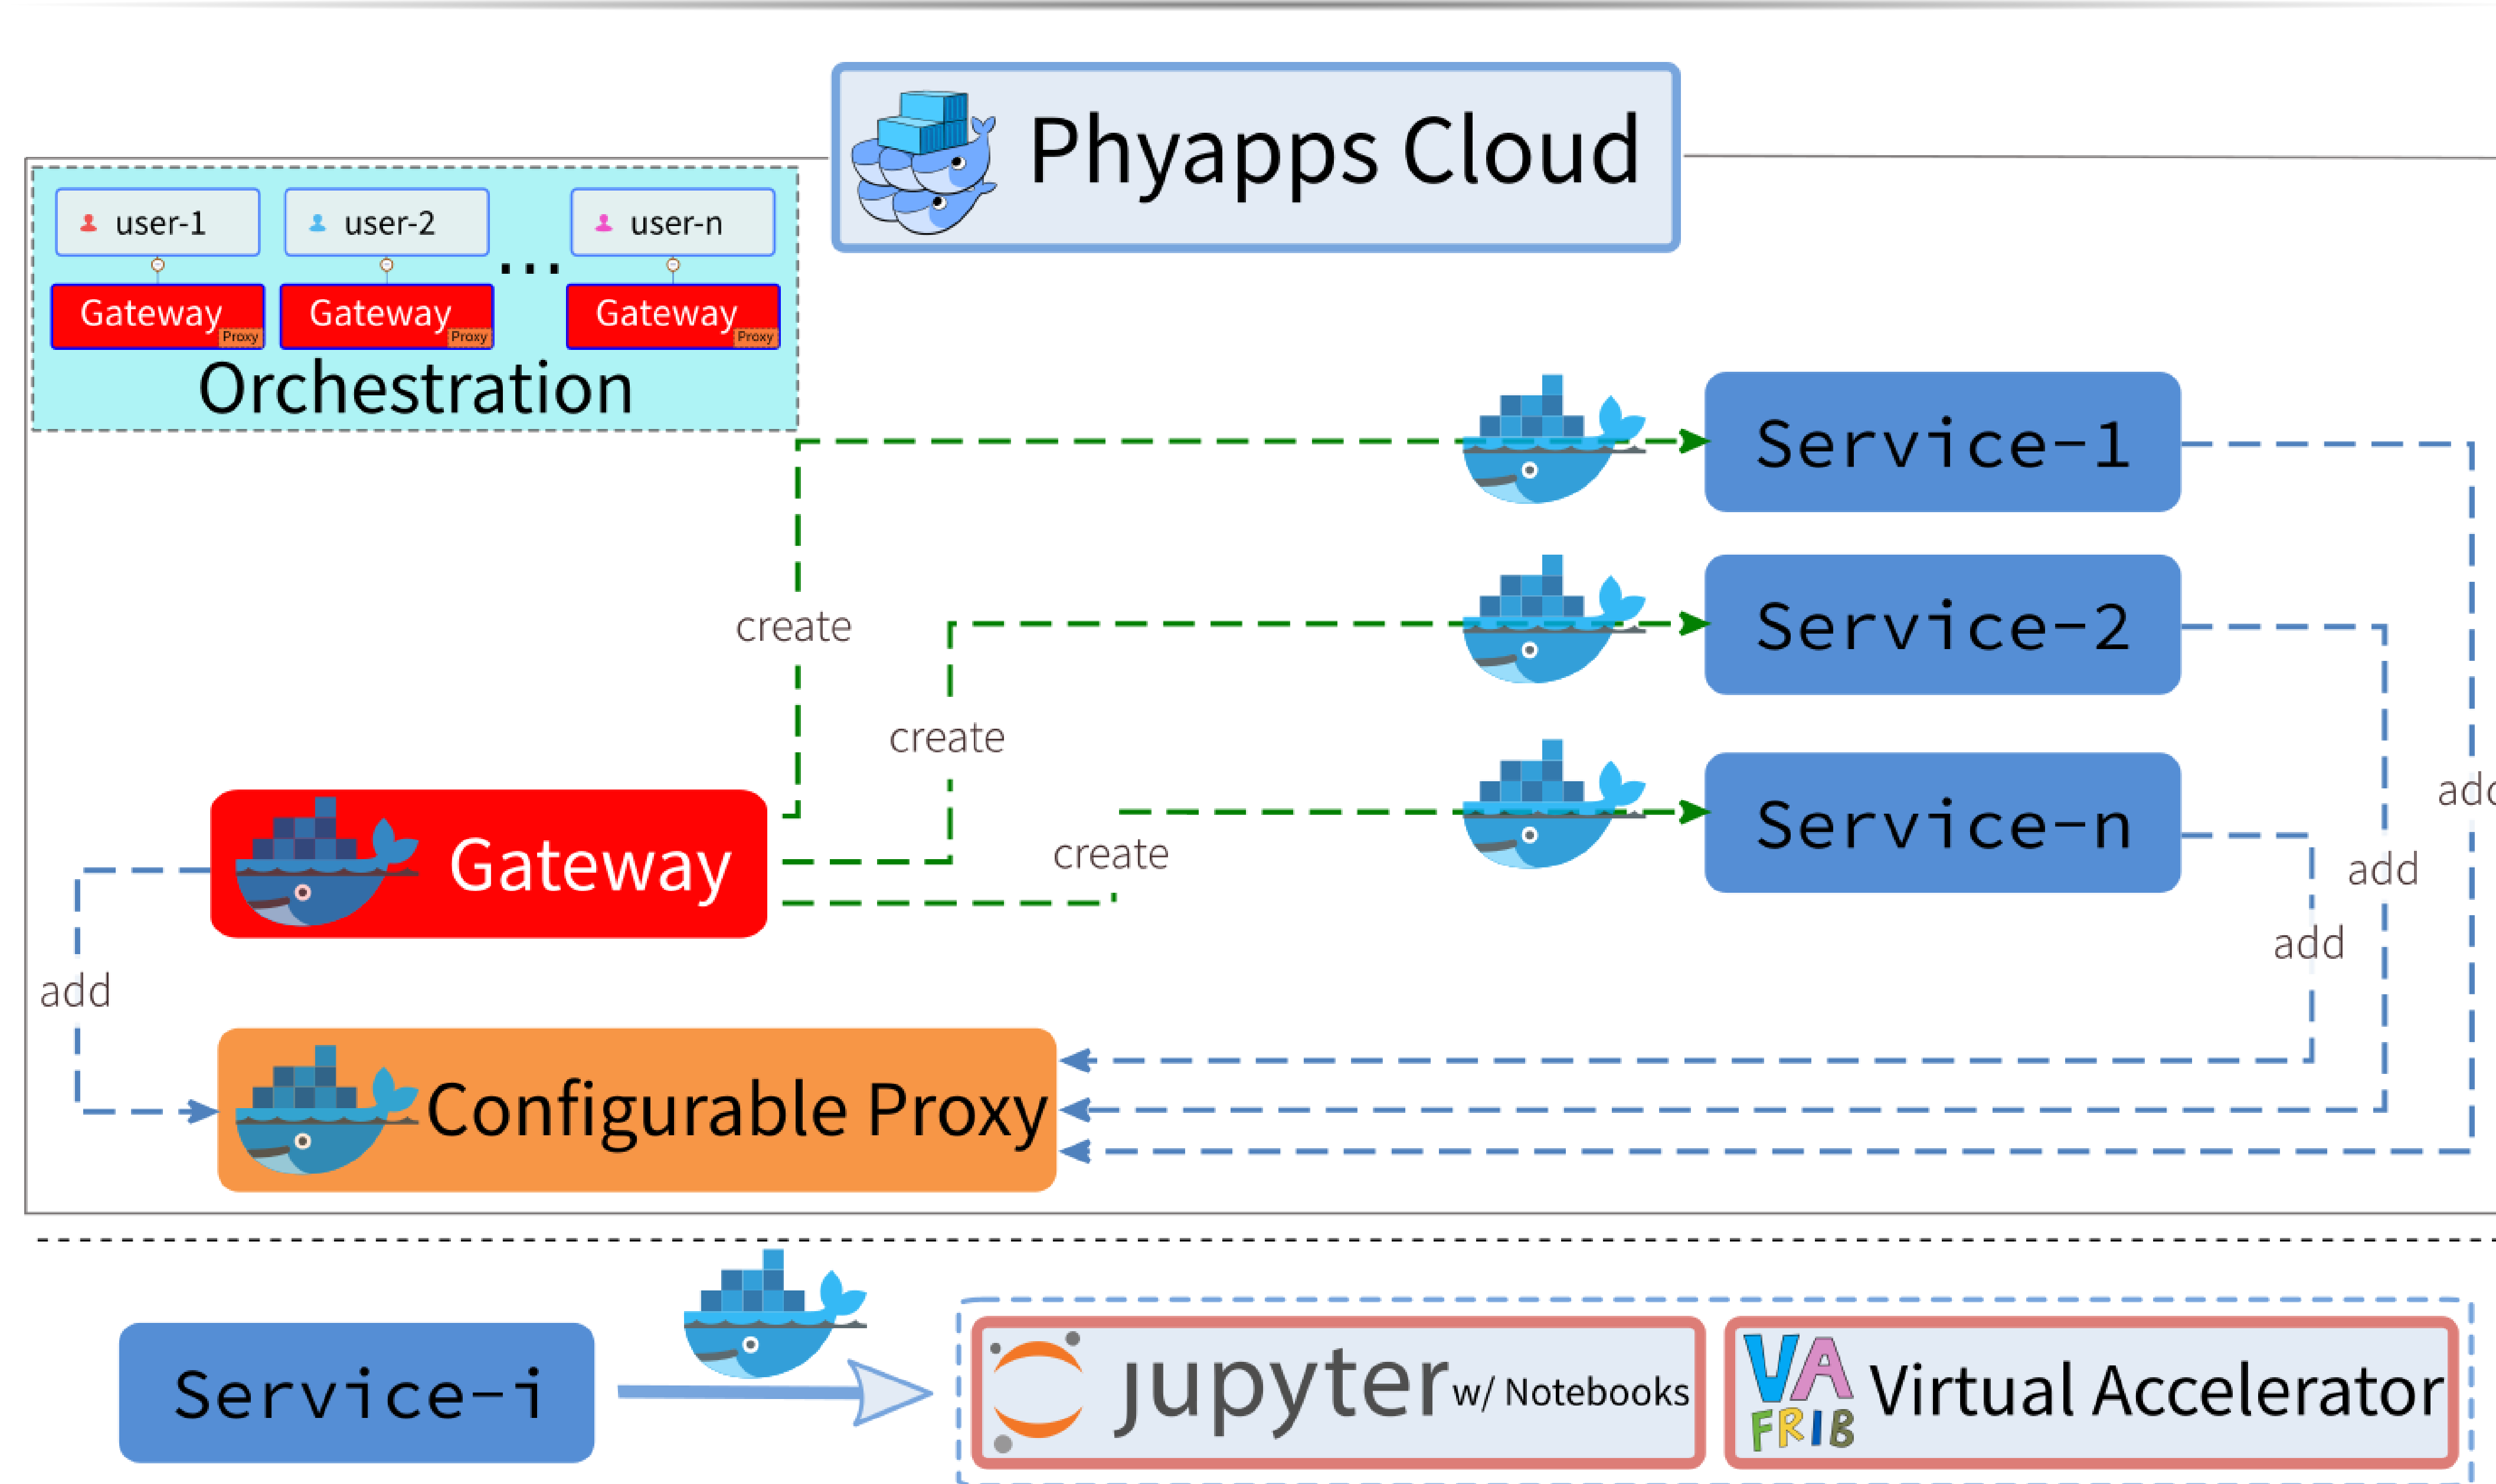 Phyapps Cloud
user-1
user-2
user-n
...
Gateway
Proxy
Gateway
Proxy
Gateway
Proxy
Orchestration
Service-1
create
Service-2
create
Service-n
create
Gateway
add
add
add
add
Configurable Proxy
Service-i
jupyter w/ Notebooks
VA
FRIB
Virtual Accelerator